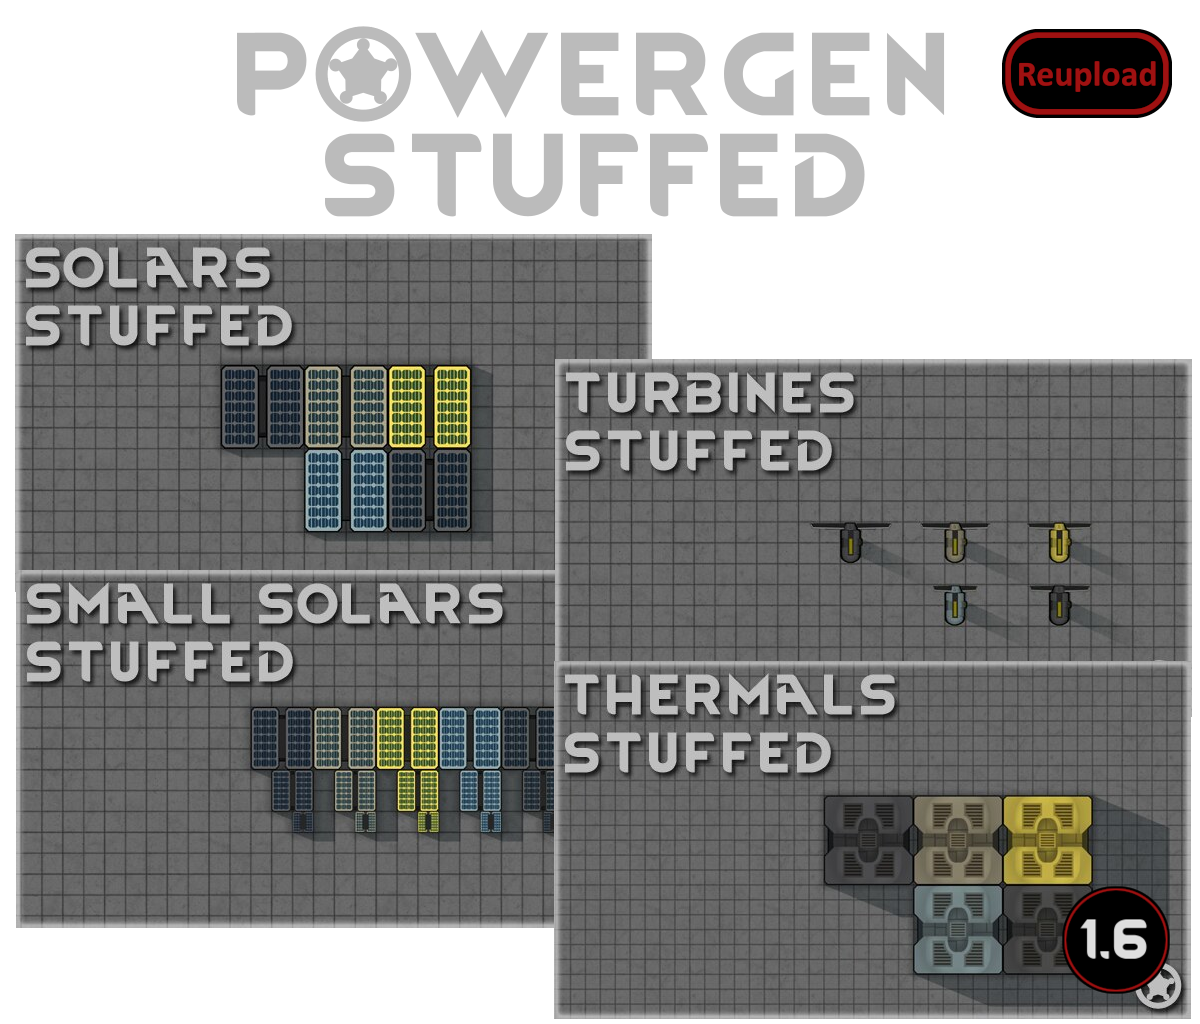 POWERGEN
STUFFED
Reupload
SOLARS
STUFFED
TURBINES
STUFFED
SMALL SOLARS
STUFFED
THERMALS
STUFFED
1.6